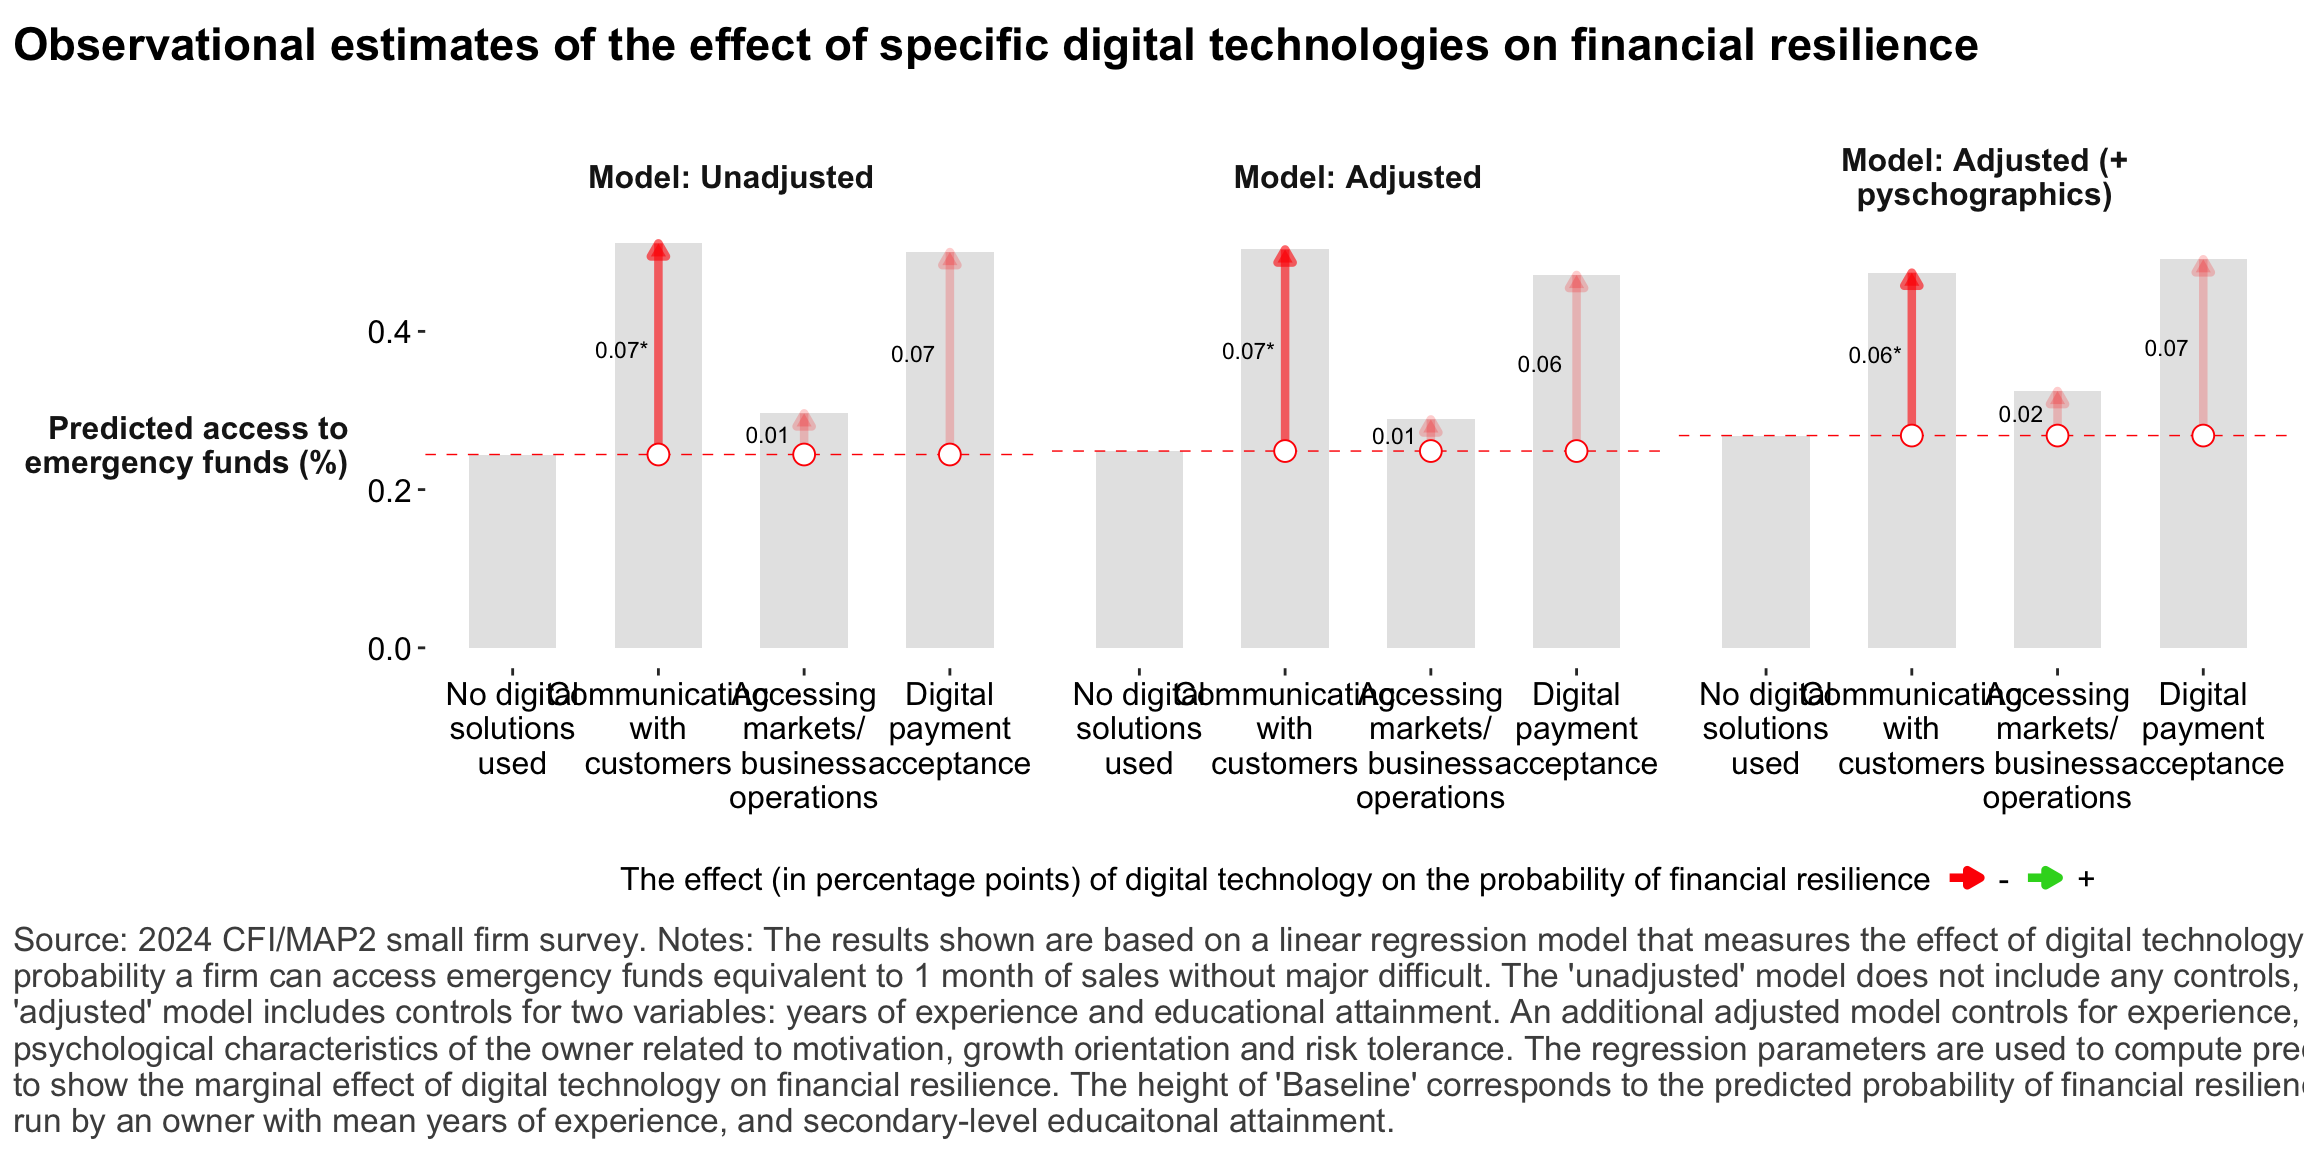 Observational estimates of the effect of specific digital technologies on financial resilience
Model: Unadjusted
Model: Adjusted
Model: Adjusted (+
pyschographics)
Predicted access to
emergency funds (%)
0.4
0.2
0.0
0.07*
0.01
0.07
0.07*
0.01
0.06
0.06*
0.02
0.07
No digital
solutions
used
Communicating
with
customers
Accessing
markets/
business
operations
Digital
payment
acceptance
No digital
solutions
used
Communicating
with
customers
Accessing
markets/
business
operations
Digital
payment
acceptance
No digital
solutions
used
Communicating
with
customers
Accessing
markets/
business
operations
Digital
payment
acceptance
The effect (in percentage points) of digital technology on the probability of financial resilience - +
Source: 2024 CFI/MAP2 small firm survey. Notes: The results shown are based on a linear regression model that measures the effect of digital technology
probability a firm can access emergency funds equivalent to 1 month of sales without major difficult. The 'unadjusted' model does not include any controls,
'adjusted' model includes controls for two variables: years of experience and educational attainment. An additional adjusted model controls for experience,
psychological characteristics of the owner related to motivation, growth orientation and risk tolerance. The regression parameters are used to compute
to show the marginal effect of digital technology on financial resilience. The height of 'Baseline' corresponds to the predicted probability of financial
run by an owner with mean years of experience, and secondary-level educaitonal attainment.